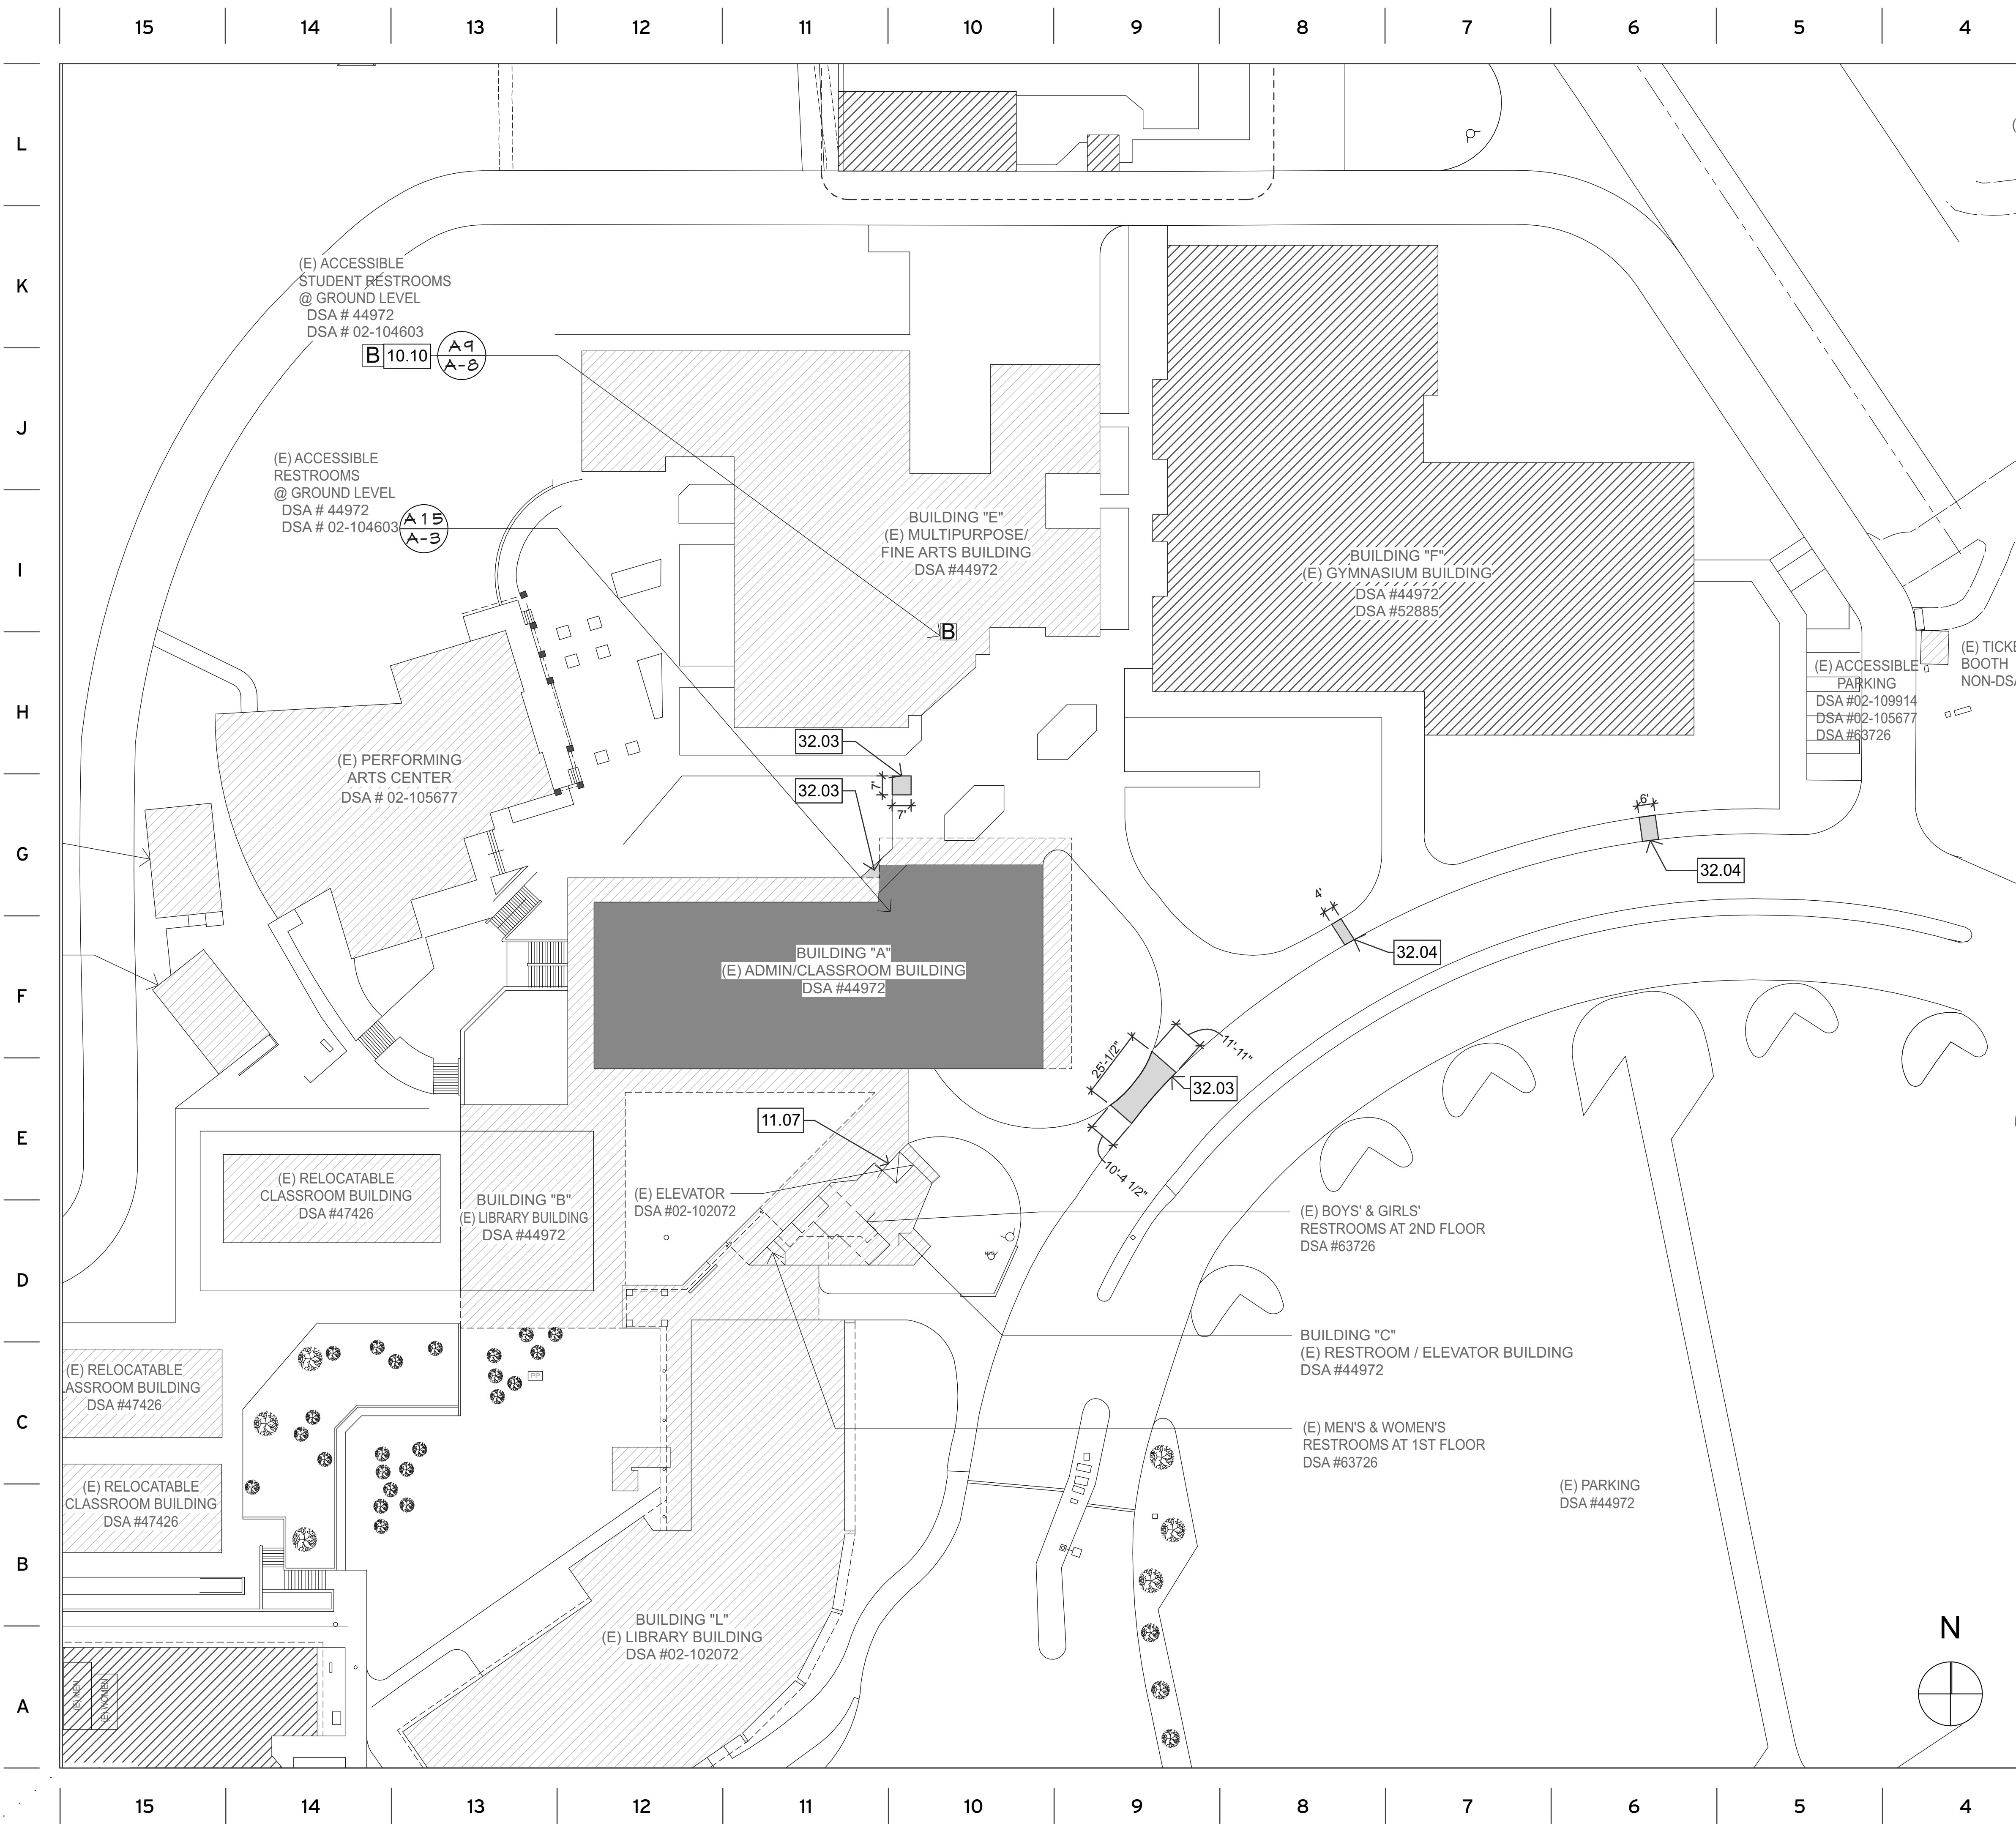 15 14 13 12 11 10 9 8 7 6 5 4
L
K
J
I
H
G
F
E
D
C
B
A
(E) ACCESSIBLE
STUDENT RESTROOMS
@ GROUND LEVEL
DSA # 44972
DSA # 02-104603
B 10.10 A9
A-8
(E) ACCESSIBLE
RESTROOMS
@ GROUND LEVEL
DSA # 44972
DSA # 02-104603
A15
A-3
BUILDING "E"
(E) MULTIPURPOSE/
FINE ARTS BUILDING
DSA #44972
B
BUILDING "F"
(E) GYMNASIUM BUILDING
DSA #44972
DSA #52885
(E) ACCESSIBLE
PARKING
DSA #02-109914
DSA #02-105677
DSA #63726
(E) TICKE
BOOTH
NON-DSA
(E) PERFORMING
ARTS CENTER
DSA # 02-105677
32.03
32.03
7'
7'
6'
32.04
4'
32.04
BUILDING "A"
(E) ADMIN/CLASSROOM BUILDING
DSA #44972
25'-1/2"
11'-11"
32.03
10'-4 1/2"
11.07
(E) ELEVATOR
DSA #02-102072
(E) RELOCATABLE
CLASSROOM BUILDING
DSA #47426
BUILDING "B"
(E) LIBRARY BUILDING
DSA #44972
(E) BOYS' & GIRLS'
RESTROOMS AT 2ND FLOOR
DSA #63726
BUILDING "C"
(E) RESTROOM / ELEVATOR BUILDING
DSA #44972
(E) MEN'S & WOMEN'S
RESTROOMS AT 1ST FLOOR
DSA #63726
(E) RELOCATABLE
ASSROOM BUILDING
DSA #47426
PP
(E) RELOCATABLE
CLASSROOM BUILDING
DSA #47426
(E) PARKING
DSA #44972
BUILDING "L"
(E) LIBRARY BUILDING
DSA #02-102072
(E) MEN
(E) WOMEN
N
15 14 13 12 11 10 9 8 7 6 5 4